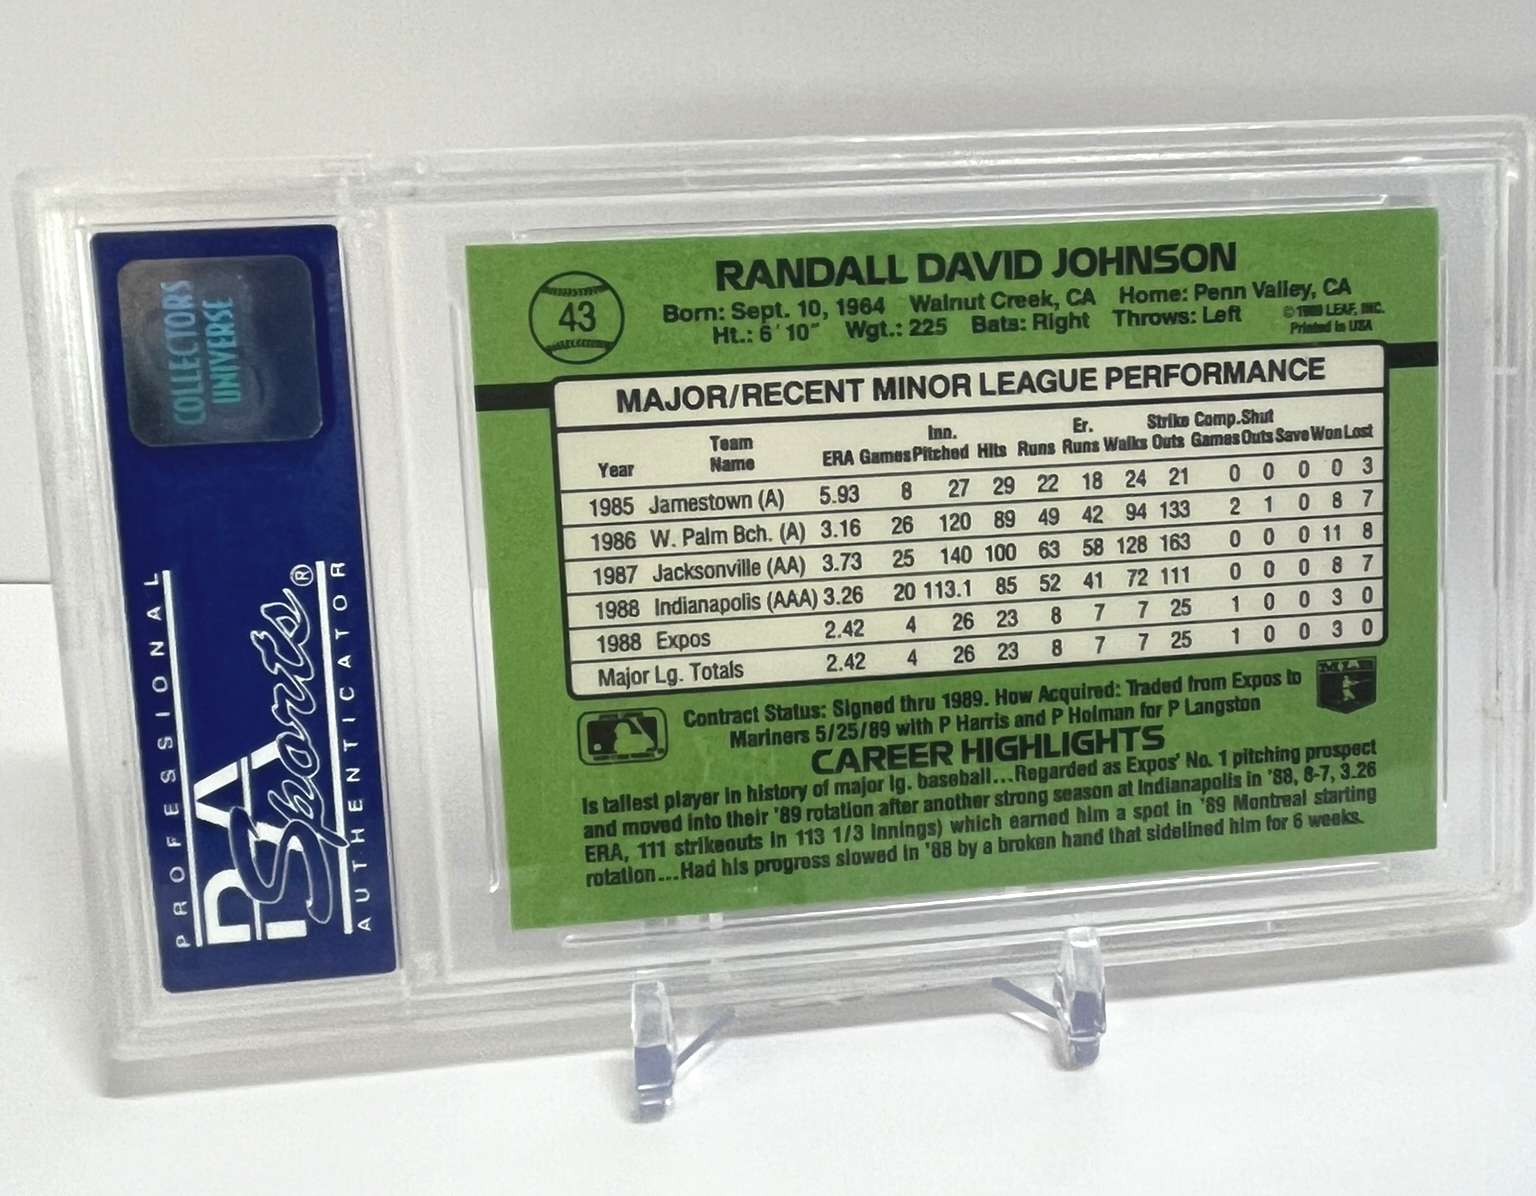 COLLECTORS
UNIVERSE
PROFESSIONAL
PSA
Sports®
AUTHENTICATOR
43
RANDALL DAVID JOHNSON
Born: Sept. 10, 1964 Walnut Creek, CA Home: Penn Valley, CA
Ht.: 6'10" Wgt.: 225 Bats: Right Throws: Left
©1989 LEAF, INC.
Printed in USA
MAJOR/RECENT MINOR LEAGUE PERFORMANCE
Year Team Name ERA Games Inn. Pitched Hits Runs Er. Runs Walks Strike Outs Comp. Games Shut Outs Save Won Lost
1985 Jamestown (A) 5.93 8 27 29 22 18 24 21 0 0 0 0 3
1986 W. Palm Bch. (A) 3.16 26 120 89 49 42 94 133 2 1 0 8 7
1987 Jacksonville (AA) 3.73 25 140 100 63 58 128 163 0 0 0 11 8
1988 Indianapolis (AAA) 3.26 20 113.1 85 52 41 72 111 0 0 0 8 7
1988 Expos 2.42 4 26 23 8 7 7 25 1 0 0 3 0
Major Lg. Totals 2.42 4 26 23 8 7 7 25 1 0 0 3 0
Contract Status: Signed thru 1989. How Acquired: Traded from Expos to
Mariners 5/25/89 with P Harris and P Holman for P Langston
CAREER HIGHLIGHTS
Is tallest player in history of major lg. baseball...Regarded as Expos' No. 1 pitching prospect
and moved into their '89 rotation after another strong season at Indianapolis in '88, 8-7, 3.26
ERA, 111 strikeouts in 113 1/3 innings) which earned him a spot in '89 Montreal starting
rotation...Had his progress slowed in '88 by a broken hand that sidelined him for 6 weeks.